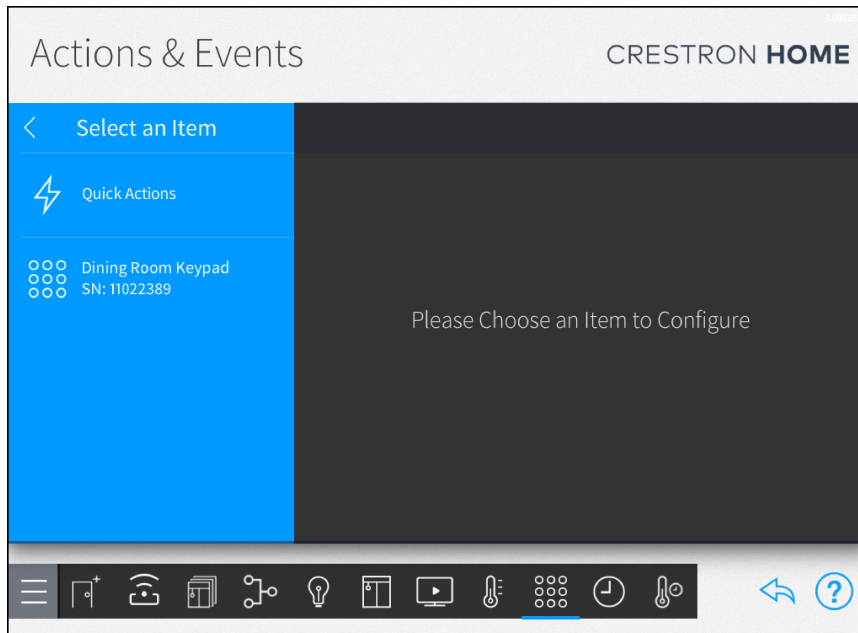 Actions & Events
CRESTRON HOME
Select an Item
Quick Actions
Dining Room Keypad
SN: 11022389
Please Choose an Item to Configure
?